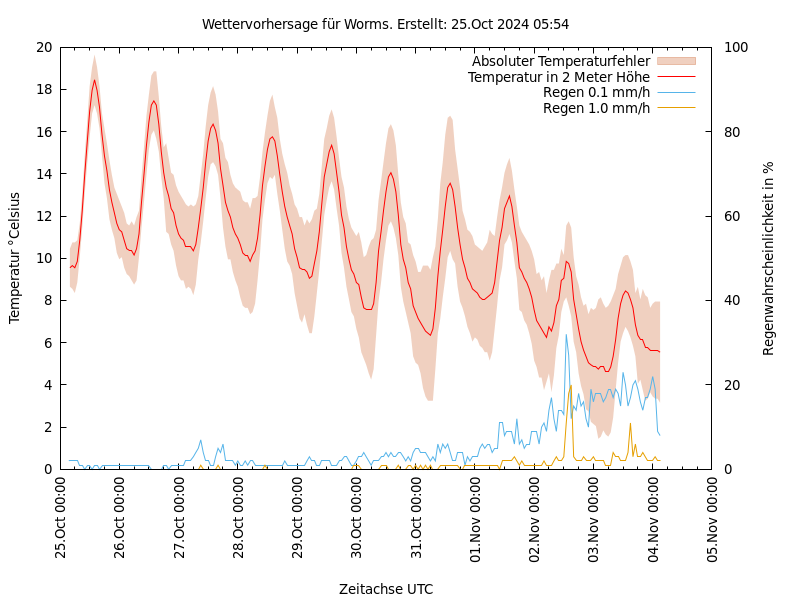 Wettervorhersage für Worms. Erstellt: 25.Oct 2024 05:54
Absoluter Temperaturfehler
Temperatur in 2 Meter Höhe
Regen 0.1 mm/h
Regen 1.0 mm/h
Temperatur °Celsius
20
18
16
14
12
10
8
6
4
2
0
100
80
60
40
20
0
Regenwahrscheinlichkeit in %
25.Oct 00:00
26.Oct 00:00
27.Oct 00:00
28.Oct 00:00
29.Oct 00:00
30.Oct 00:00
31.Oct 00:00
01.Nov 00:00
02.Nov 00:00
03.Nov 00:00
04.Nov 00:00
05.Nov 00:00
Zeitachse UTC